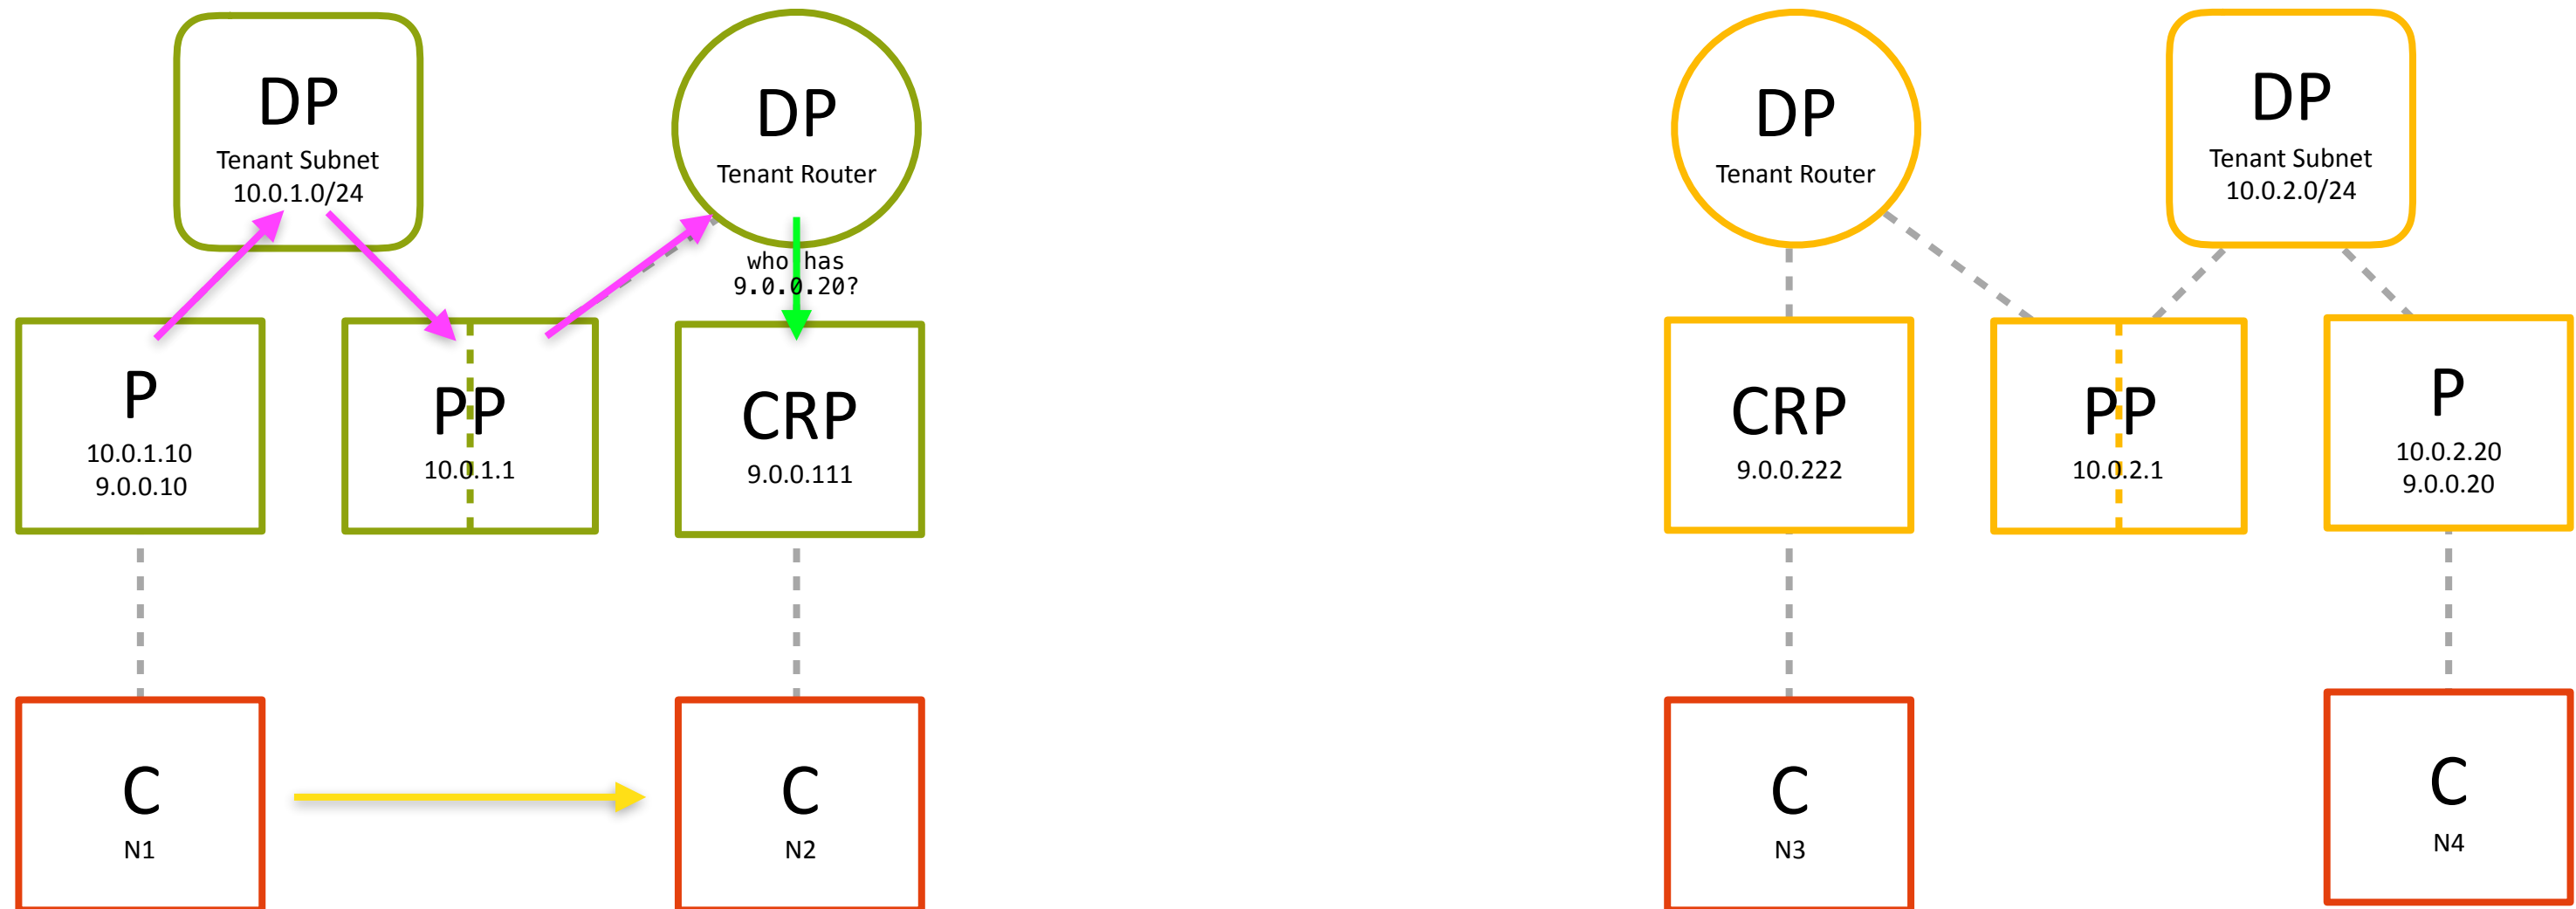 DP
Tenant Subnet
10.0.1.0/24
DP
Tenant Router
who has
9.0.0.20?
DP
Tenant Router
DP
Tenant Subnet
10.0.2.0/24
P
10.0.1.10
9.0.0.10
PP
10.0.1.1
CRP
9.0.0.111
CRP
9.0.0.222
PP
10.0.2.1
P
10.0.2.20
9.0.0.20
C
N1
C
N2
C
N3
C
N4